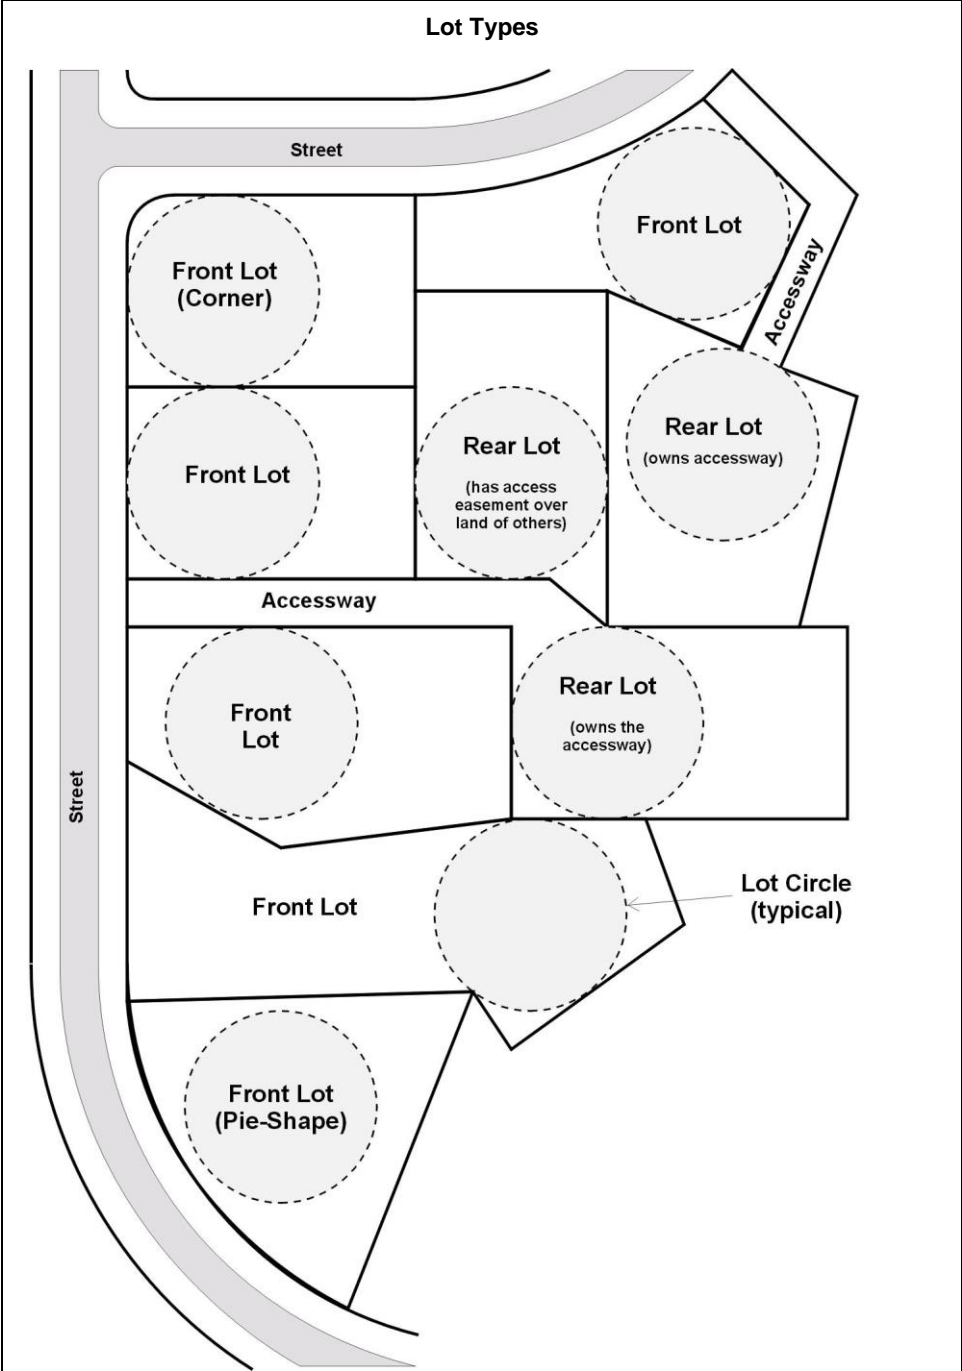 Lot Types
Street
Front Lot
Accessway
Front Lot
(Corner)
Rear Lot
(owns accessway)
Rear Lot
(has access
easement over
land of others)
Front Lot
Accessway
Rear Lot
(owns the
accessway)
Front
Lot
Street
Lot Circle
(typical)
Front Lot
Front Lot
(Pie-Shape)